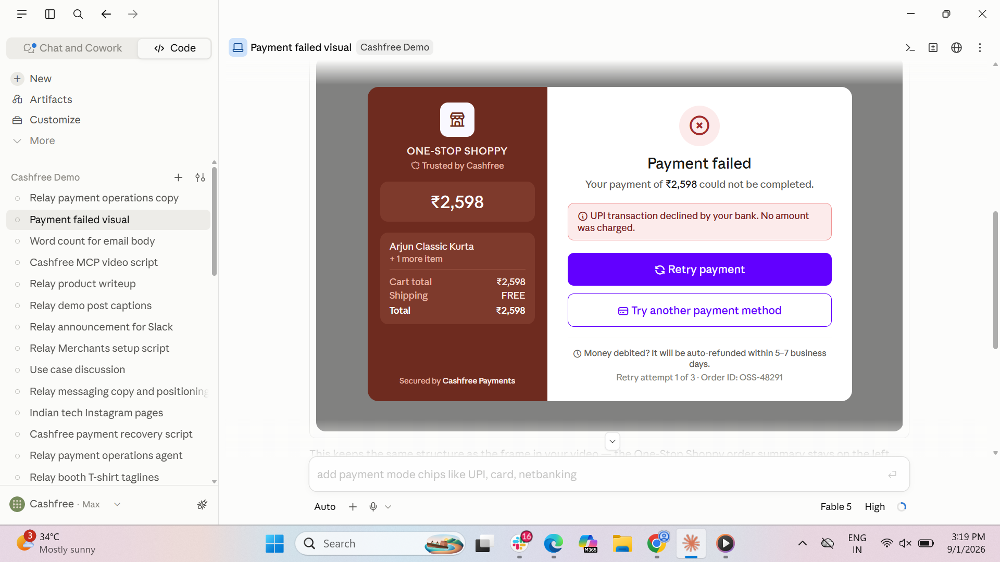 Chat and Cowork
Code
New
Artifacts
Customize
More
Cashfree Demo
Relay payment operations copy
Payment failed visual
Word count for email body
Cashfree MCP video script
Relay product writeup
Relay demo post captions
Relay announcement for Slack
Relay Merchants setup script
Use case discussion
Relay messaging copy and positioning
Indian tech Instagram pages
Cashfree payment recovery script
Relay payment operations agent
Relay booth T-shirt taglines
Cashfree · Max
Payment failed visual
Cashfree Demo
ONE-STOP SHOPPY
Trusted by Cashfree
₹2,598
Arjun Classic Kurta
+ 1 more item
Cart total ₹2,598
Shipping FREE
Total ₹2,598
Secured by Cashfree Payments
Payment failed
Your payment of ₹2,598 could not be completed.
UPI transaction declined by your bank. No amount
was charged.
Retry payment
Try another payment method
Money debited? It will be auto-refunded within 5–7 business
days.
Retry attempt 1 of 3 · Order ID: OSS-48291
This keeps the same structure as the frame in your video — the One-Stop Shoppy order summary stays on the left
add payment mode chips like UPI, card, netbanking
Auto
Fable 5
High
3
34°C
Mostly sunny
Search
16
M365
ENG
IN
3:19 PM
9/1/2026